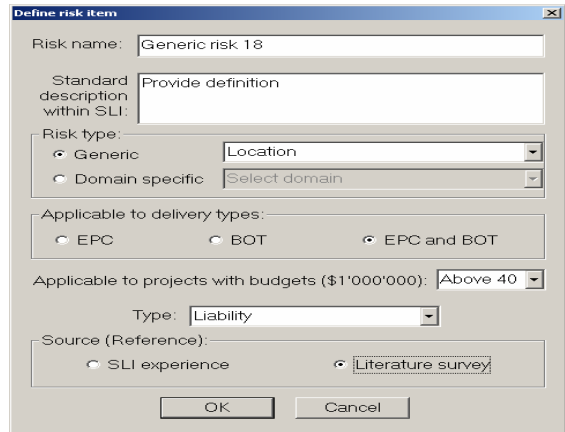 Define risk item
Risk name: Generic risk 18
Standard description within SLI: Provide definition
Risk type:
Generic Location
Domain specific Select domain
Applicable to delivery types:
EPC BOT EPC and BOT
Applicable to projects with budgets ($1'000'000): Above 40
Type: Liability
Source (Reference):
SLI experience Literature survey
OK Cancel